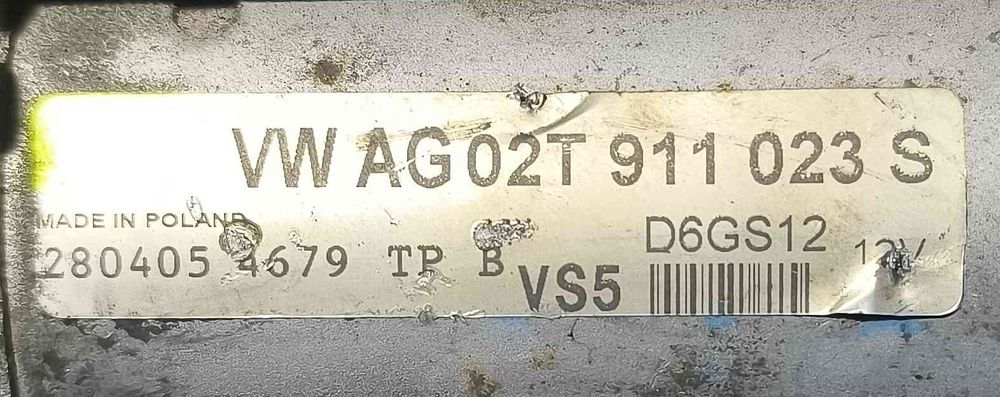 VW AG 02T 911 023 S
MADE IN POLAND D6GS12 12V
280405 4679 TP B VS5